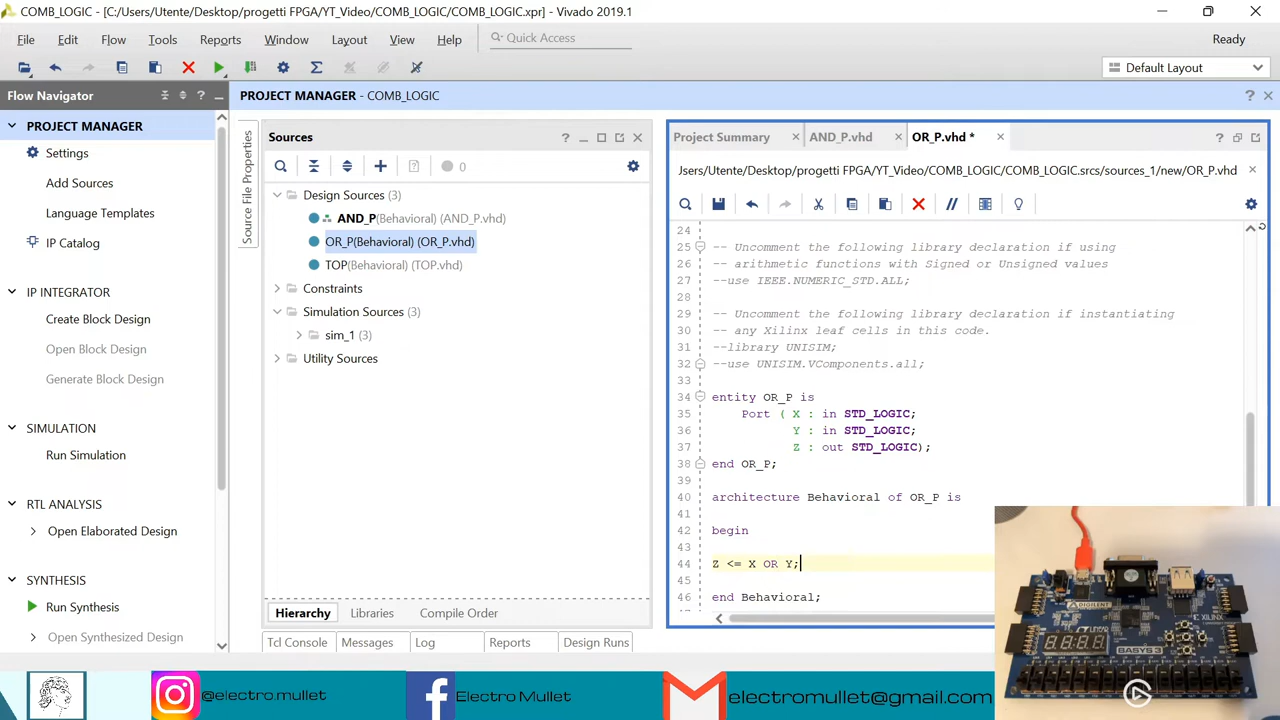 COMB_LOGIC - [C:/Users/Utente/Desktop/progetti FPGA/YT_Video/COMB_LOGIC/COMB_LOGIC.xpr] - Vivado 2019.1
File Edit Flow Tools Reports Window Layout View Help Quick Access Ready
Default Layout
Flow Navigator
PROJECT MANAGER
Settings
Add Sources
Language Templates
IP Catalog
IP INTEGRATOR
Create Block Design
Open Block Design
Generate Block Design
SIMULATION
Run Simulation
RTL ANALYSIS
Open Elaborated Design
SYNTHESIS
Run Synthesis
Open Synthesized Design
PROJECT MANAGER - COMB_LOGIC
Source File Properties
Sources
0
Design Sources (3)
AND_P(Behavioral) (AND_P.vhd)
OR_P(Behavioral) (OR_P.vhd)
TOP(Behavioral) (TOP.vhd)
Constraints
Simulation Sources (3)
sim_1 (3)
Utility Sources
Hierarchy Libraries Compile Order
Tcl Console Messages Log Reports Design Runs
Project Summary AND_P.vhd OR_P.vhd *
Jsers/Utente/Desktop/progetti FPGA/YT_Video/COMB_LOGIC/COMB_LOGIC.srcs/sources_1/new/OR_P.vhd
24
25 -- Uncomment the following library declaration if using
26 -- arithmetic functions with Signed or Unsigned values
27 --use IEEE.NUMERIC_STD.ALL;
28
29 -- Uncomment the following library declaration if instantiating
30 -- any Xilinx leaf cells in this code.
31 --library UNISIM;
32 --use UNISIM.VComponents.all;
33
34 entity OR_P is
35 Port ( X : in STD_LOGIC;
36 Y : in STD_LOGIC;
37 Z : out STD_LOGIC);
38 end OR_P;
39
40 architecture Behavioral of OR_P is
41
42 begin
43
44 Z <= X OR Y;
45
46 end Behavioral;
DIGILENT
XILINX
BASYS 3
@electro.mullet
Electro Mullet
electromullet@gmail.com